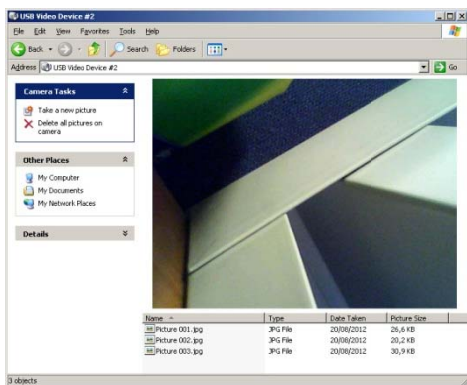 USB Video Device #2
File Edit View Favorites Tools Help
Back Search Folders
Address USB Video Device #2 Go
Camera Tasks
Take a new picture
Delete all pictures on
camera
Other Places
My Computer
My Documents
My Network Places
Details
Name Type Date Taken Picture Size
Picture 001.jpg JPG File 20/08/2012 26,6 KB
Picture 002.jpg JPG File 20/08/2012 20,2 KB
Picture 003.jpg JPG File 20/08/2012 30,9 KB
3 objects